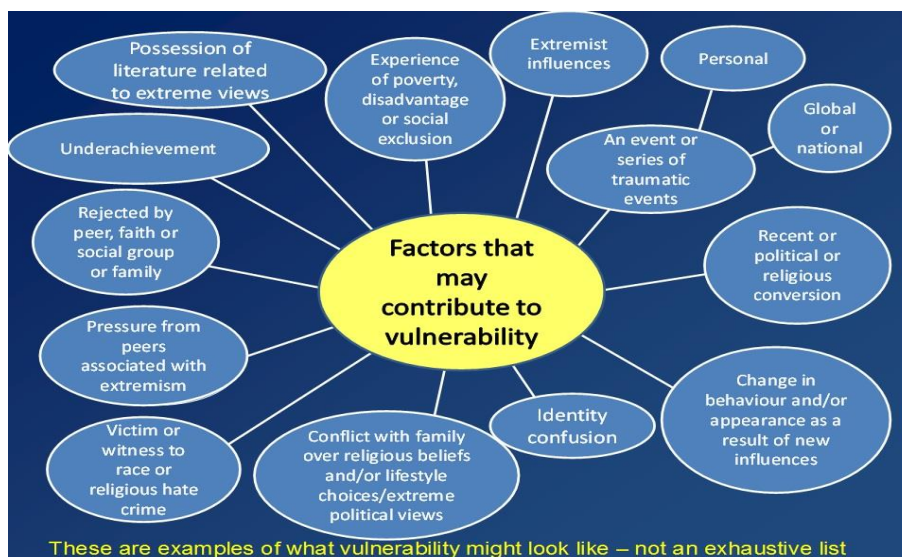 Possession of
literature related
to extreme views
Experience
of poverty,
disadvantage
or social
exclusion
Extremist
influences
Personal
Global
or
national
An event or
series of
traumatic
events
Underachievement
Rejected by
peer, faith or
social group
or family
Factors that
may
contribute to
vulnerability
Recent or
political or
religious
conversion
Pressure from
peers
associated with
extremism
Change in
behaviour and/or
appearance as a
result of new
influences
Identity
confusion
Victim or
witness to
race or
religious hate
crime
Conflict with family
over religious beliefs
and/or lifestyle
choices/extreme
political views
These are examples of what vulnerability might look like – not an exhaustive list